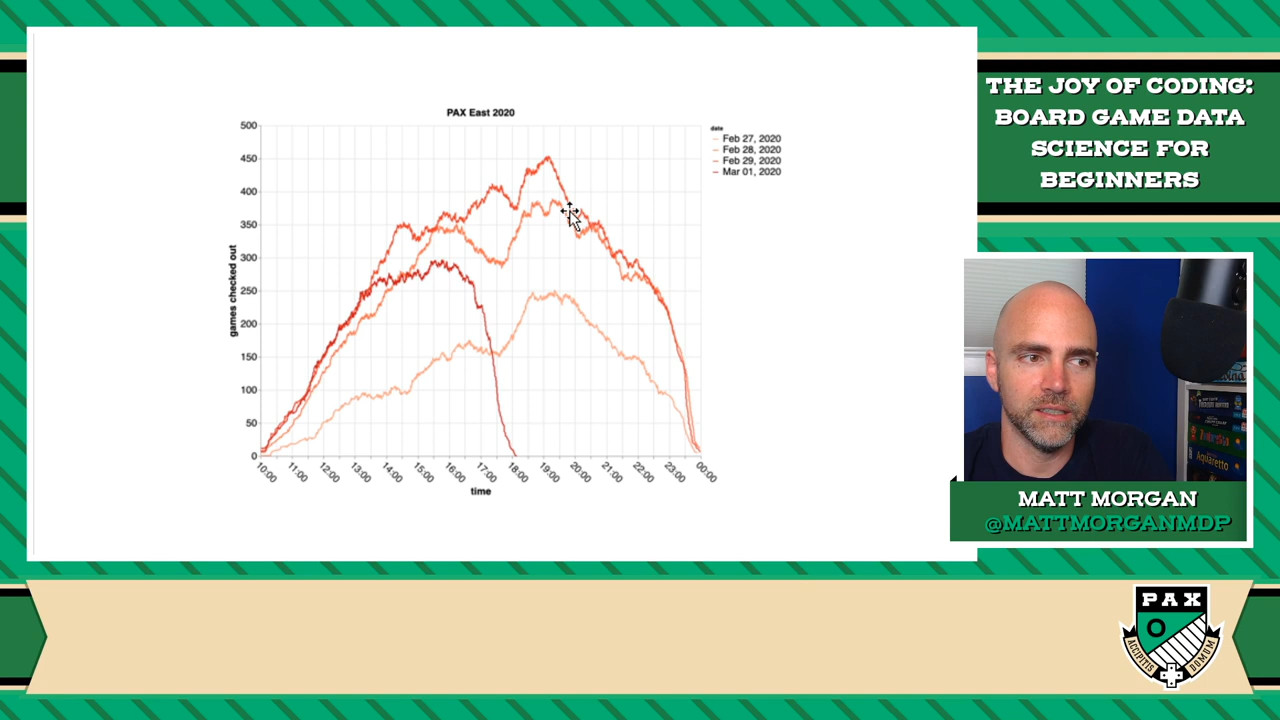 THE JOY OF CODING:
BOARD GAME DATA
SCIENCE FOR
BEGINNERS
PAX East 2020
500
450
400
350
300
250
200
150
100
50
0
games checked out
10:00 11:00 12:00 13:00 14:00 15:00 16:00 17:00 18:00 19:00 20:00 21:00 22:00 23:00 00:00
time
date
Feb 27, 2020
Feb 28, 2020
Feb 29, 2020
Mar 01, 2020
Aquaretto
MATT MORGAN
@MATTMORGANMDP
PAX
ACCIPITIS
DOMUM